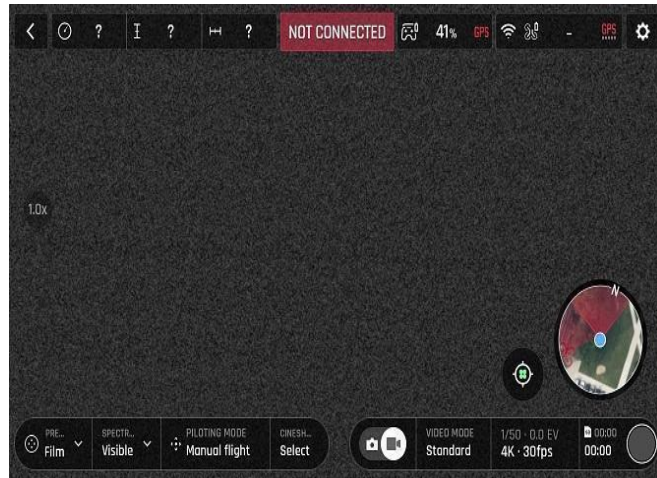 ? ? ? NOT CONNECTED 41% GPS - GPS
1.0x
N
PRE... SPECTR... PILOTING MODE CINESH... VIDEO MODE 1/50 · 0.0 EV 00:00
Film Visible Manual flight Select Standard 4K · 30fps 00:00